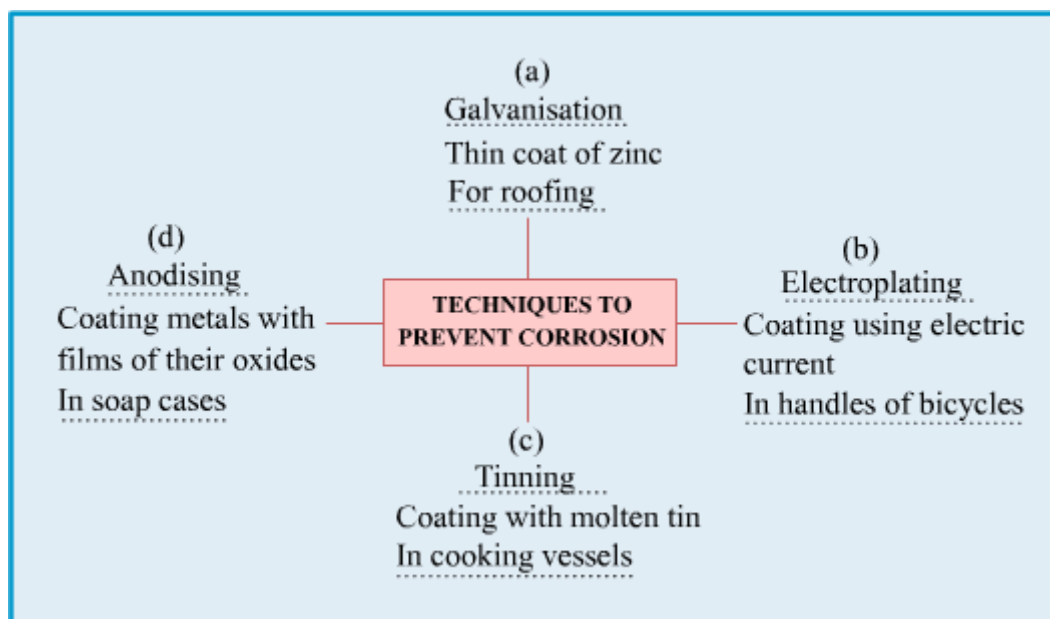 (a)
Galvanisation
Thin coat of zinc
For roofing
(d)
Anodising
Coating metals with
films of their oxides
In soap cases
TECHNIQUES TO
PREVENT CORROSION
(b)
Electroplating
Coating using electric
current
In handles of bicycles
(c)
Tinning
Coating with molten tin
In cooking vessels